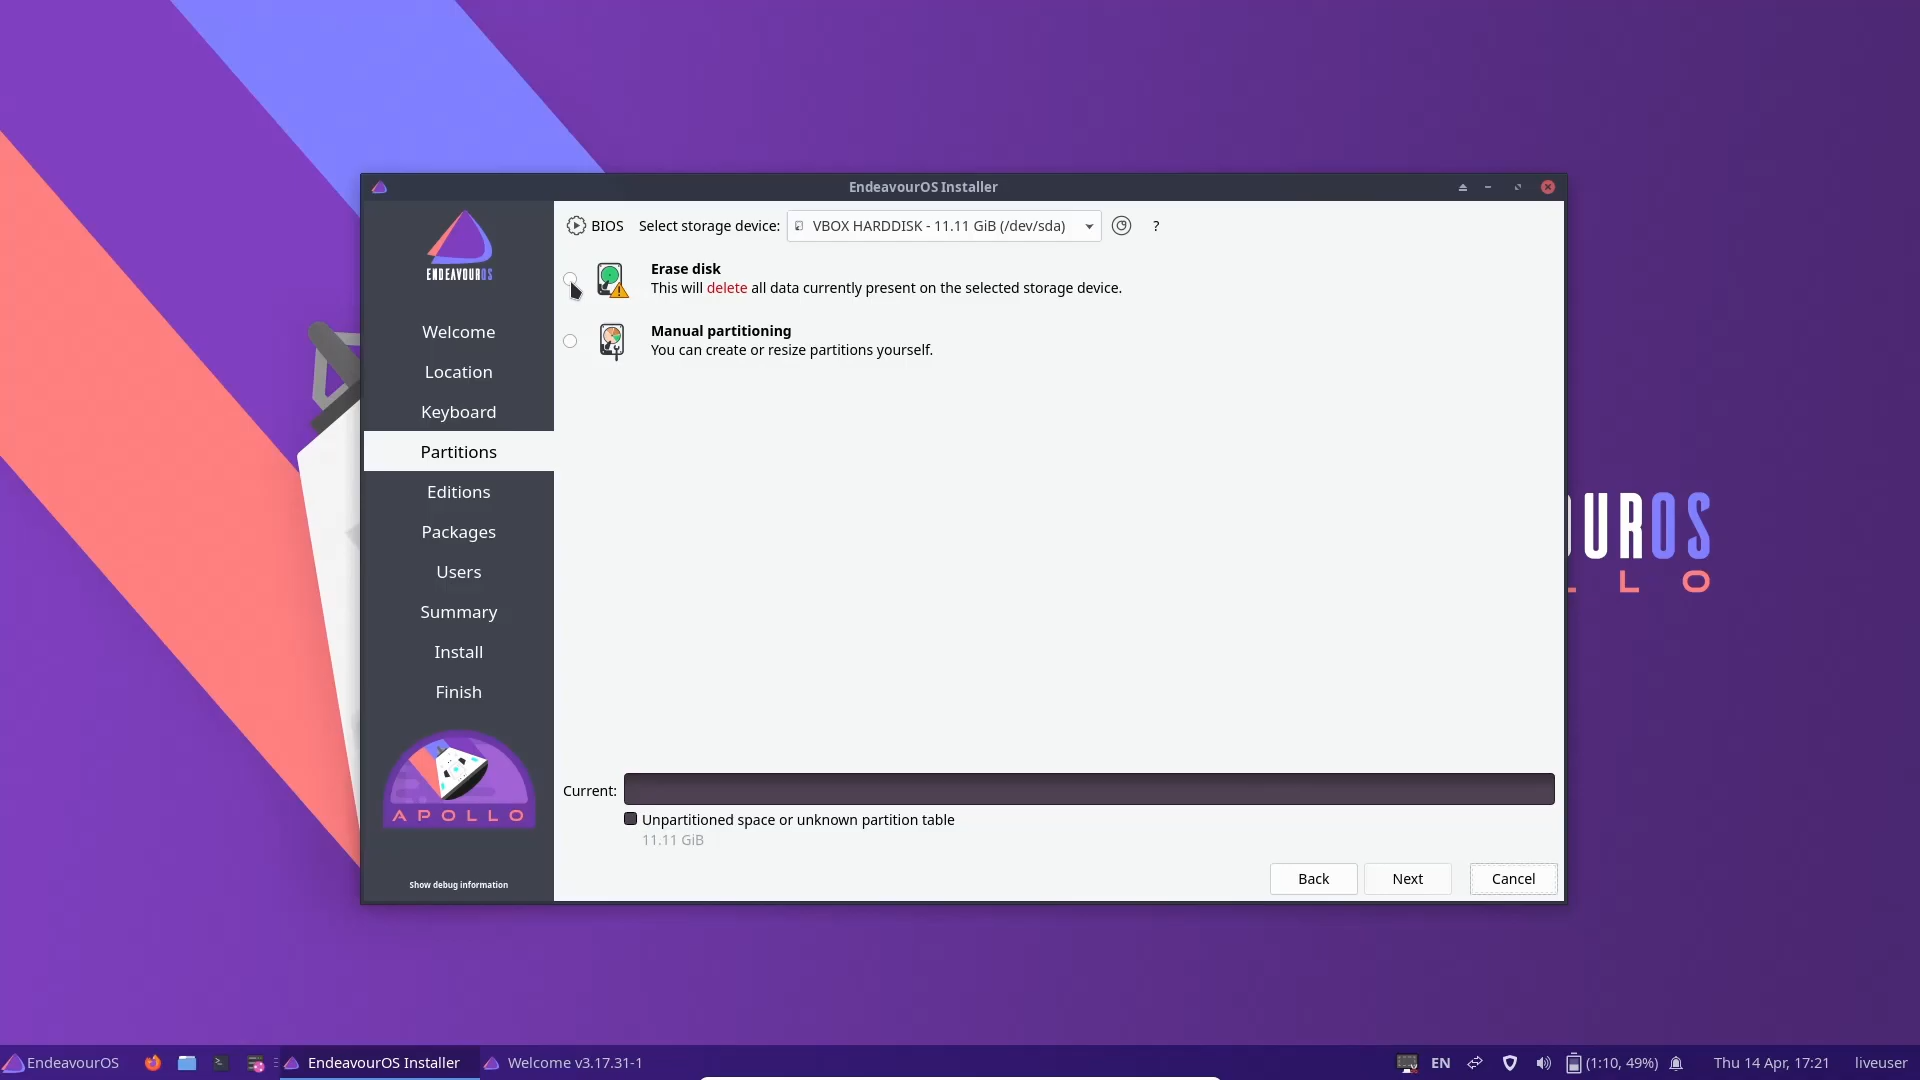 EndeavourOS Installer
ENDEAVOUROS
Welcome
Location
Keyboard
Partitions
Editions
Packages
Users
Summary
Install
Finish
APOLLO
Show debug information
BIOS Select storage device: VBOX HARDDISK - 11.11 GiB (/dev/sda) ?
Erase disk
This will delete all data currently present on the selected storage device.
Manual partitioning
You can create or resize partitions yourself.
Current:
Unpartitioned space or unknown partition table
11.11 GiB
Back Next Cancel
UROS
L O
EndeavourOS EndeavourOS Installer Welcome v3.17.31-1 EN (1:10, 49%) Thu 14 Apr, 17:21 liveuser